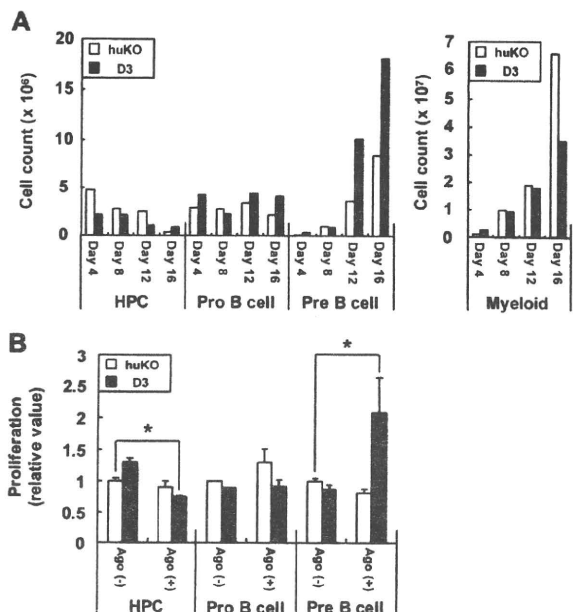 A
huKO
D3
Cell count (x 10⁶)
20
15
10
5
0
Day 4
Day 8
Day 12
Day 16
Day 4
Day 8
Day 12
Day 16
Day 4
Day 8
Day 12
Day 16
HPC
Pro B cell
Pre B cell
huKO
D3
Cell count (x 10⁷)
7
6
5
4
3
2
1
0
Day 4
Day 8
Day 12
Day 16
Myeloid
B
huKO
D3
Proliferation
(relative value)
3
2.5
2
1.5
1
0.5
0
*
*
Ago (-)
Ago (+)
Ago (-)
Ago (+)
Ago (-)
Ago (+)
HPC
Pro B cell
Pre B cell